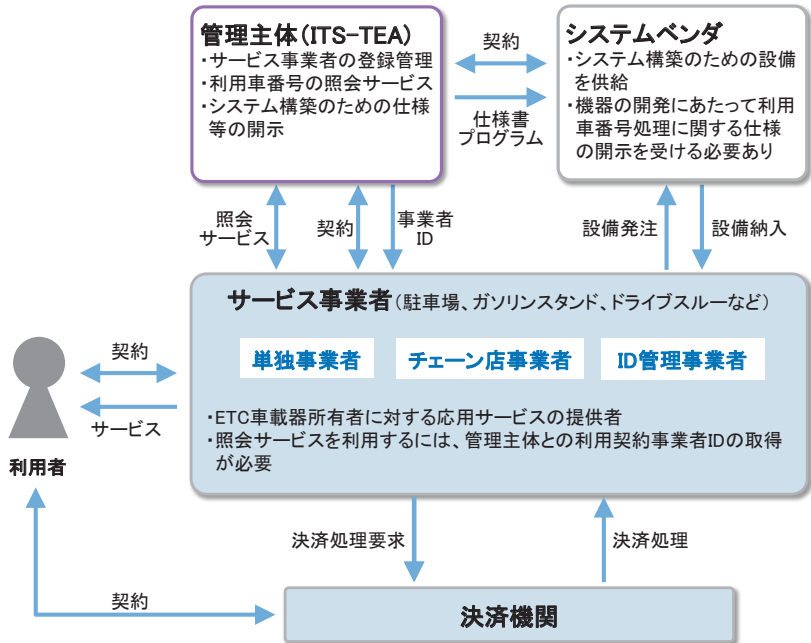 管理主体(ITS-TEA)
・サービス事業者の登録管理
・利用車番号の照会サービス
・システム構築のための仕様
等の開示
契約
仕様書
プログラム
システムベンダ
・システム構築のための設備
を供給
・機器の開発にあたって利用
車番号処理に関する仕様
の開示を受ける必要あり
照会
サービス
契約
事業者
ID
設備発注
設備納入
サービス事業者(駐車場、ガソリンスタンド、ドライブスルーなど)
単独事業者
チェーン店事業者
ID管理事業者
・ETC車載器所有者に対する応用サービスの提供者
・照会サービスを利用するには、管理主体との利用契約事業者IDの取得
が必要
契約
サービス
利用者
決済処理要求
決済処理
契約
決済機関